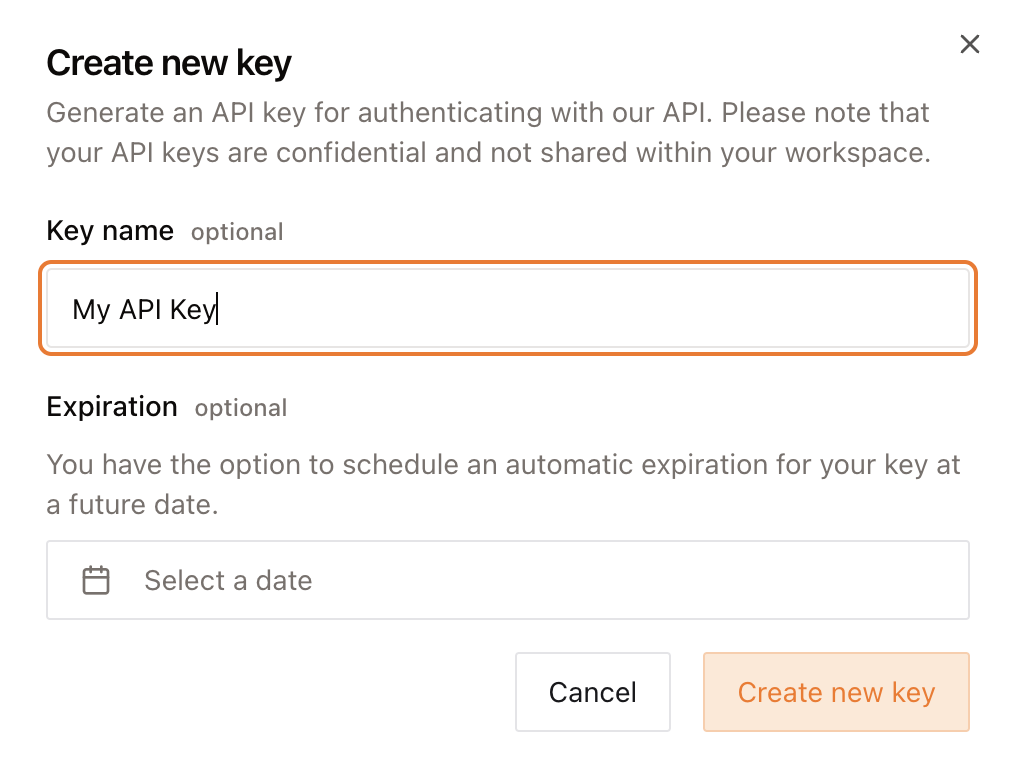 Create new key
Generate an API key for authenticating with our API. Please note that
your API keys are confidential and not shared within your workspace.
Key name optional
My API Key
Expiration optional
You have the option to schedule an automatic expiration for your key at
a future date.
Select a date
Cancel
Create new key